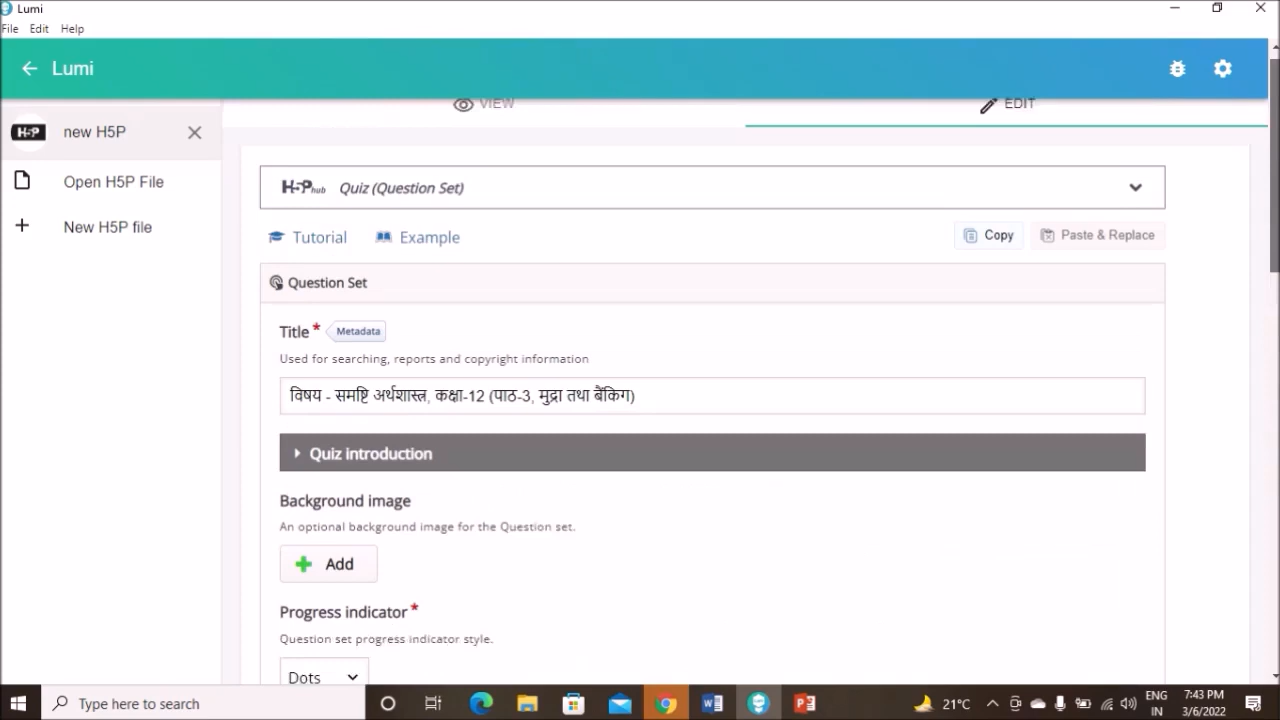 Lumi
File Edit Help
Lumi
VIEW
EDIT
H5P new H5P
Open H5P File
New H5P file
H5Phub Quiz (Question Set)
Tutorial Example
Copy Paste & Replace
Question Set
Title* Metadata
Used for searching, reports and copyright information
विषय - समष्टि अर्थशास्त्र, कक्षा-12 (पाठ-3, मुद्रा तथा बैंकिग)
Quiz introduction
Background image
An optional background image for the Question set.
Add
Progress indicator*
Question set progress indicator style.
Dots
Type here to search
21°C
ENG
IN
7:43 PM
3/6/2022